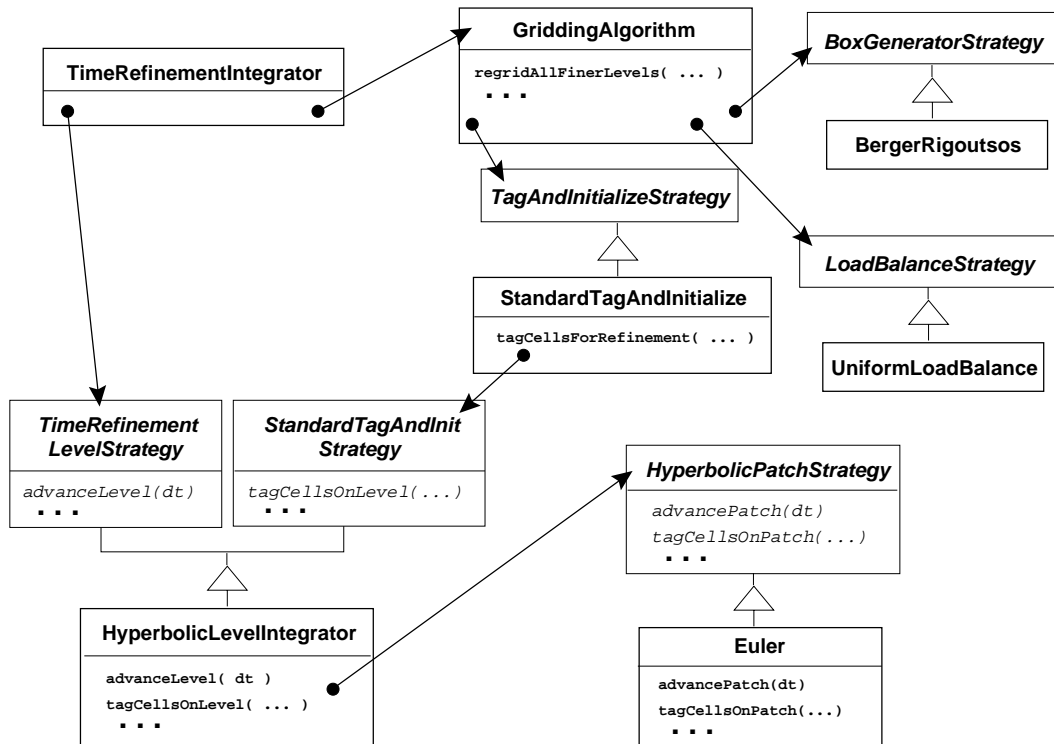 GriddingAlgorithm
regridAllFinerLevels( ... )
...
TimeRefinementIntegrator
BoxGeneratorStrategy
BergerRigoutsos
TagAndInitializeStrategy
LoadBalanceStrategy
StandardTagAndInitialize
tagCellsForRefinement( ... )
UniformLoadBalance
TimeRefinement
LevelStrategy
advanceLevel(dt)
...
StandardTagAndInit
Strategy
tagCellsOnLevel(...)
...
HyperbolicPatchStrategy
advancePatch(dt)
tagCellsOnPatch(...)
...
HyperbolicLevelIntegrator
advanceLevel( dt )
tagCellsOnLevel( ... )
...
Euler
advancePatch(dt)
tagCellsOnPatch(...)
...